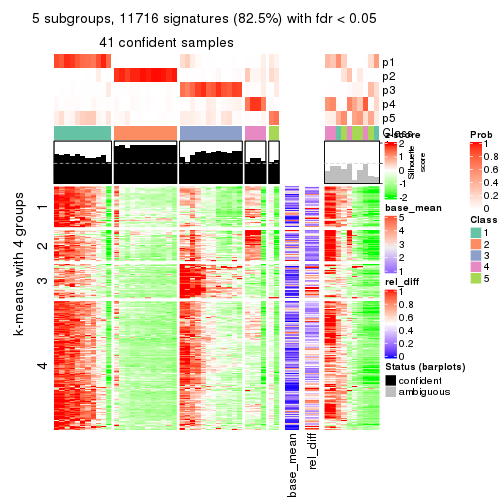 5 subgroups, 11716 signatures (82.5%) with fdr < 0.05
41 confident samples
p1
p2
p3
p4
p5
Class
Silhouette
score
k-means with 4 groups
1
2
3
4
base_mean
rel_diff
z-score
2
1
0
-1
-2
base_mean
5
4
3
2
1
rel_diff
1
0.8
0.6
0.4
0.2
0
Status (barplots)
confident
ambiguous
Prob
1
0.8
0.6
0.4
0.2
0
Class
1
2
3
4
5